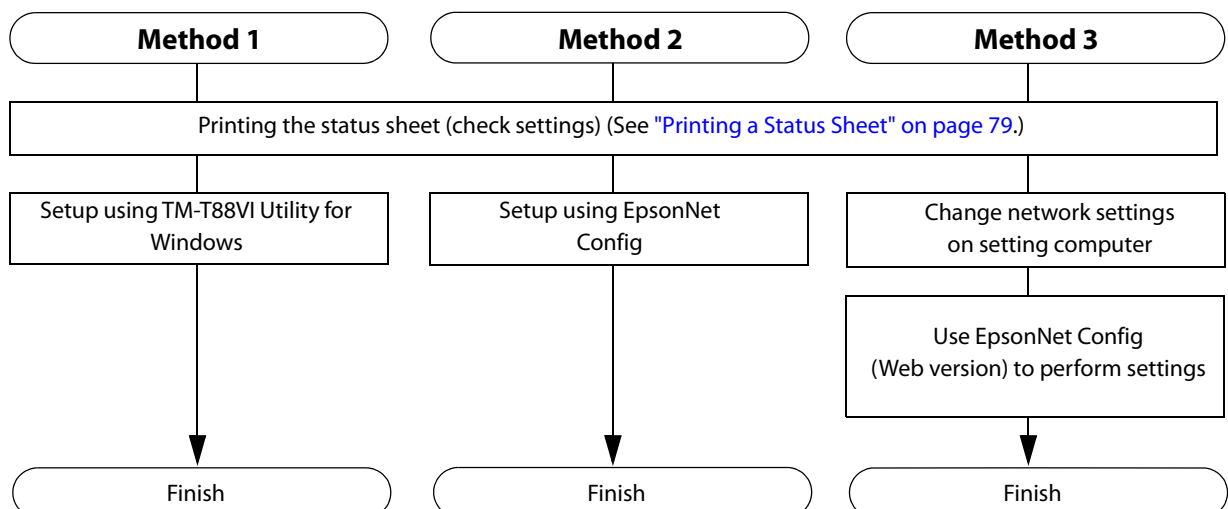 Method 1
Method 2
Method 3
Printing the status sheet (check settings) (See "Printing a Status Sheet" on page 79.)
Setup using TM-T88VI Utility for
Windows
Setup using EpsonNet
Config
Change network settings
on setting computer
Use EpsonNet Config
(Web version) to perform settings
Finish
Finish
Finish